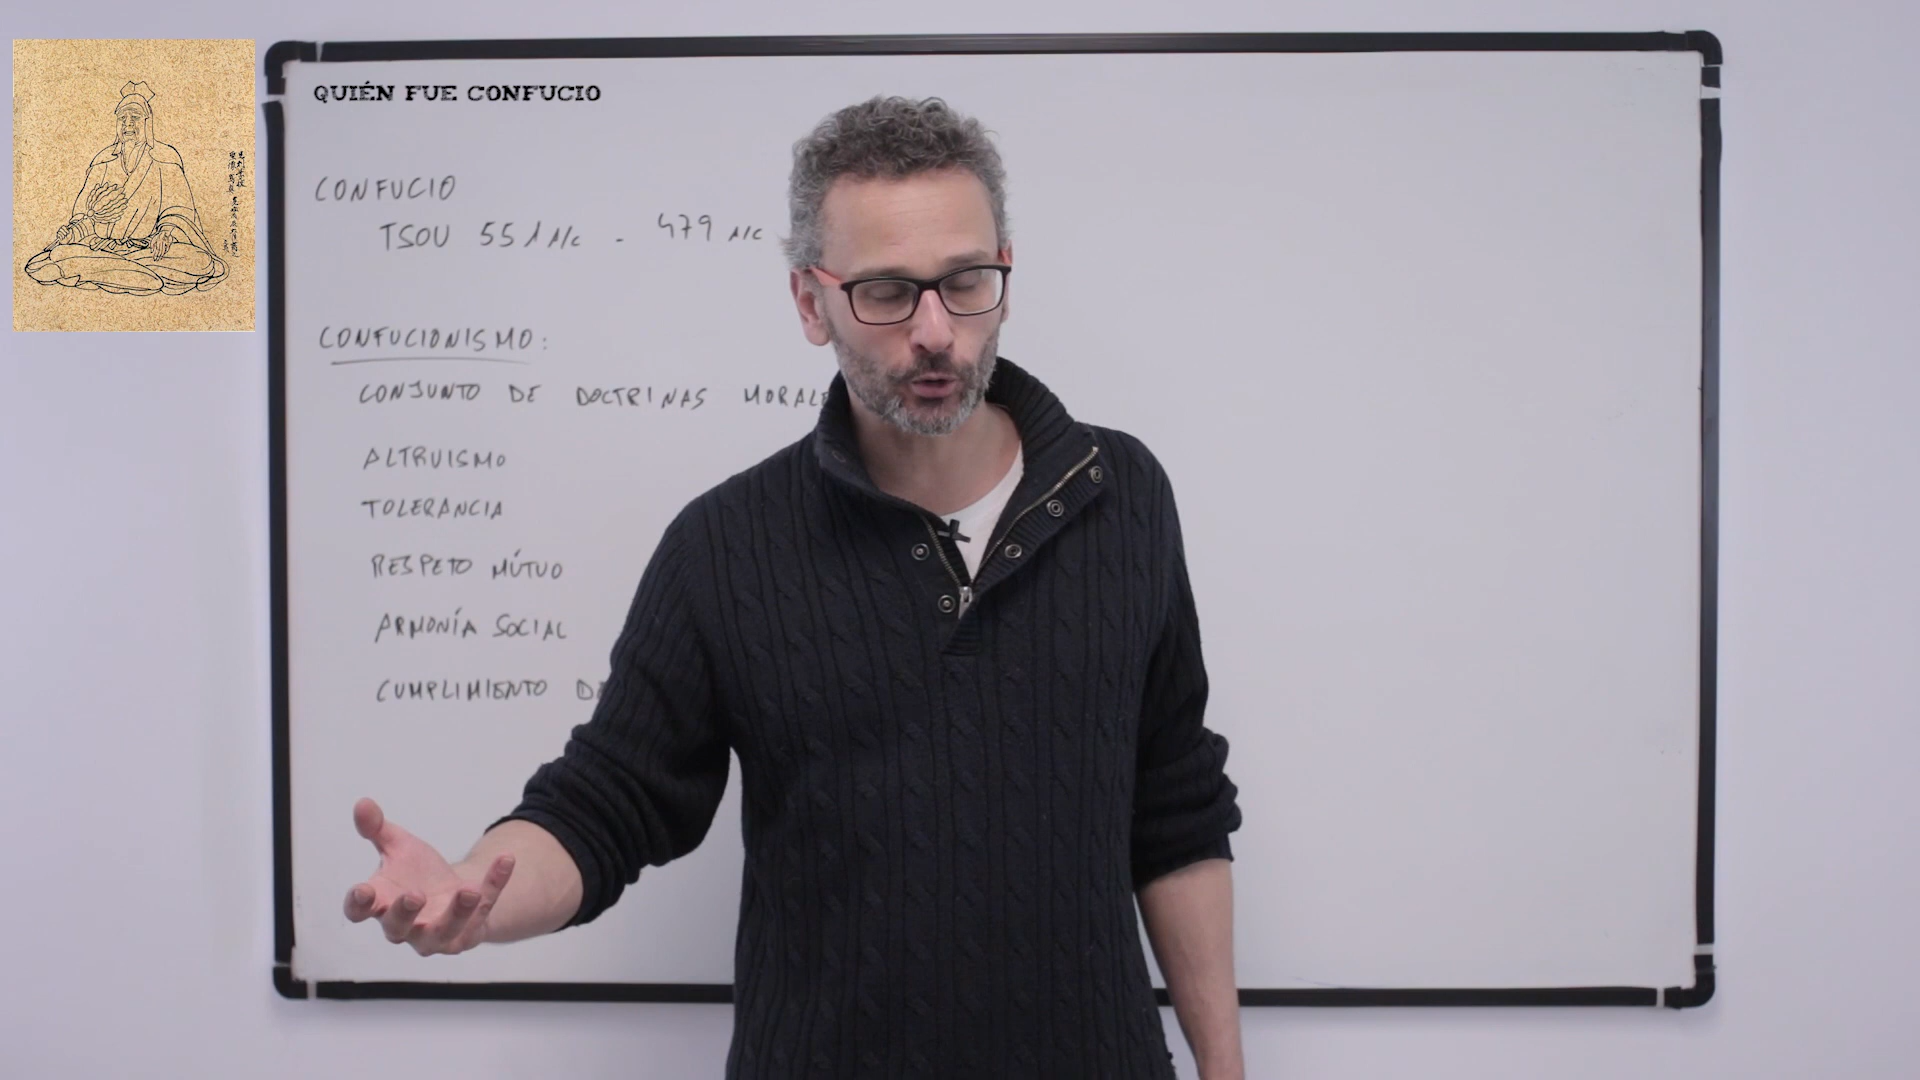 QUIÉN FUE CONFUCIO
CONFUCIO
TSOU 551 A/C - 479 A/C
CONFUCIONISMO:
CONJUNTO DE DOCTRINAS MORALE
ALTRUISMO
TOLERANCIA
RESPETO MÚTUO
ARMONÍA SOCIAL
CUMPLIMIENTO DE